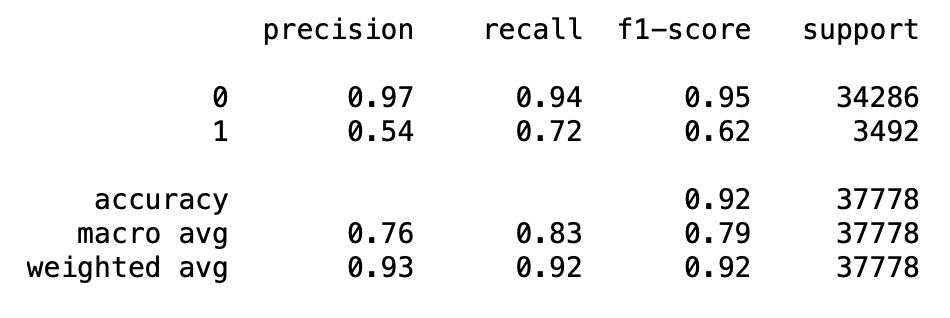 precision recall f1-score support
0 0.97 0.94 0.95 34286
1 0.54 0.72 0.62 3492
accuracy 0.92 37778
macro avg 0.76 0.83 0.79 37778
weighted avg 0.93 0.92 0.92 37778